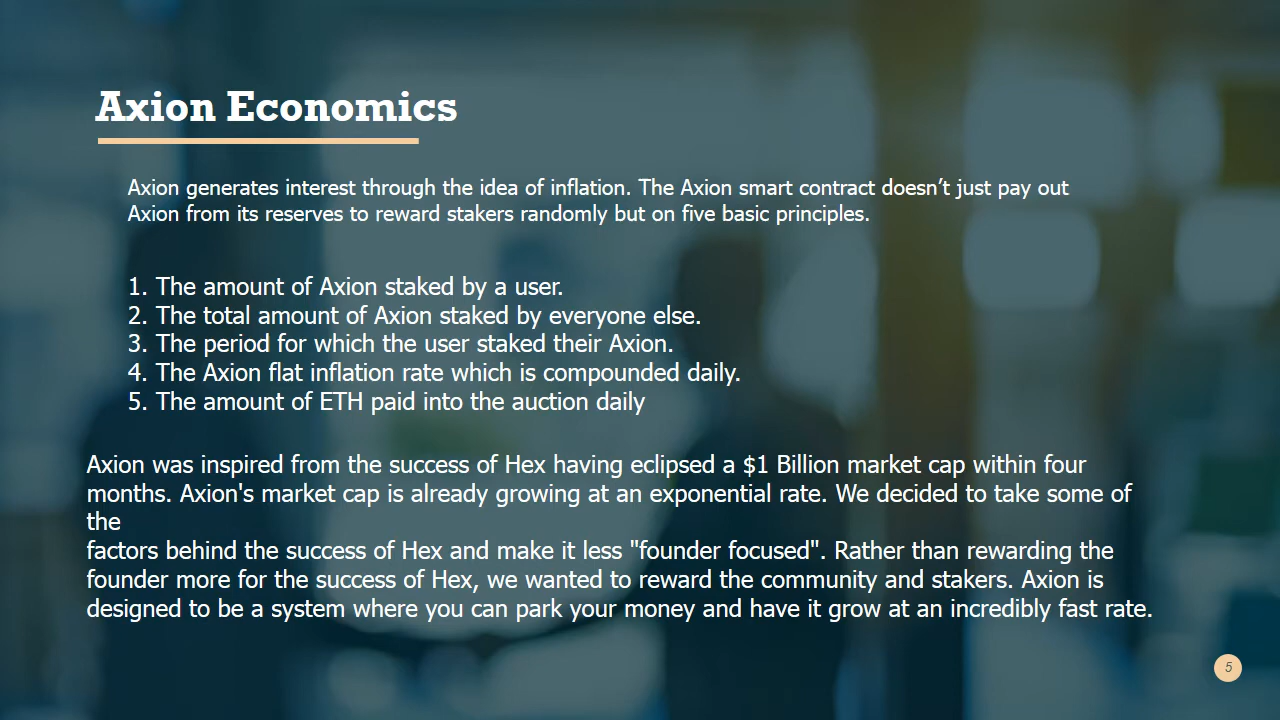 Axion Economics
Axion generates interest through the idea of inflation. The Axion smart contract doesn’t just pay out
Axion from its reserves to reward stakers randomly but on five basic principles.
1. The amount of Axion staked by a user.
2. The total amount of Axion staked by everyone else.
3. The period for which the user staked their Axion.
4. The Axion flat inflation rate which is compounded daily.
5. The amount of ETH paid into the auction daily
Axion was inspired from the success of Hex having eclipsed a $1 Billion market cap within four
months. Axion's market cap is already growing at an exponential rate. We decided to take some of
the
factors behind the success of Hex and make it less "founder focused". Rather than rewarding the
founder more for the success of Hex, we wanted to reward the community and stakers. Axion is
designed to be a system where you can park your money and have it grow at an incredibly fast rate.
5